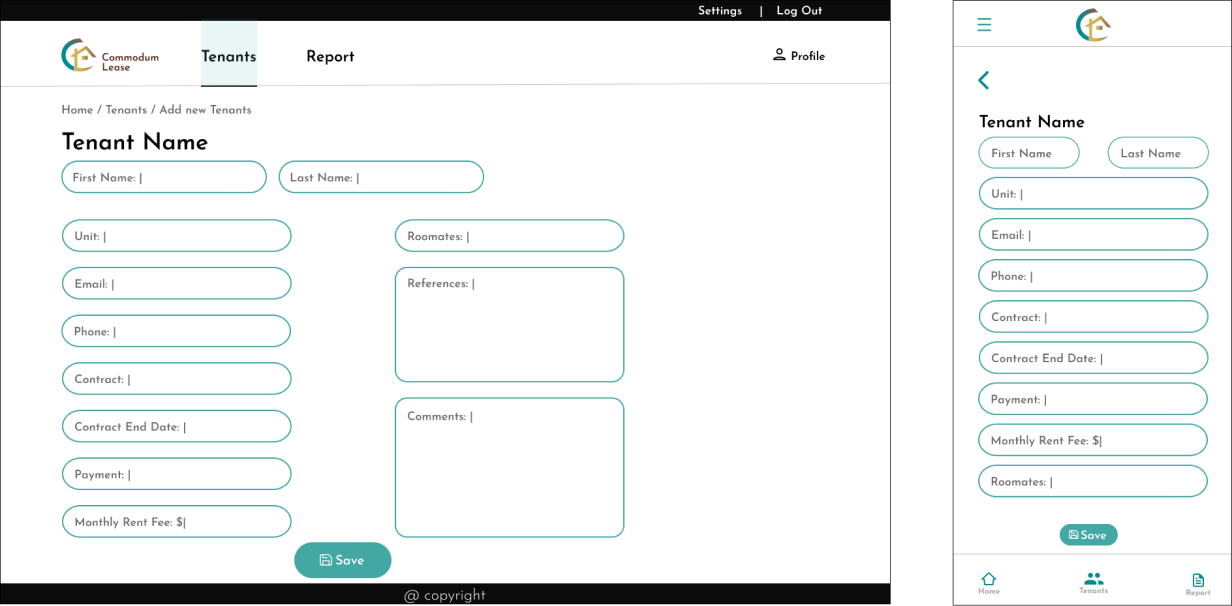 Settings | Log Out
Commodum
Lease
Tenants
Report
Profile
Home / Tenants / Add new Tenants
Tenant Name
First Name: |
Last Name: |
Unit: |
Email: |
Phone: |
Contract: |
Contract End Date: |
Payment: |
Monthly Rent Fee: $|
Roomates: |
References: |
Comments: |
Save
@ copyright
Tenant Name
First Name
Last Name
Unit: |
Email: |
Phone: |
Contract: |
Contract End Date: |
Payment: |
Monthly Rent Fee: $|
Roomates: |
Save
Home
Tenants
Report